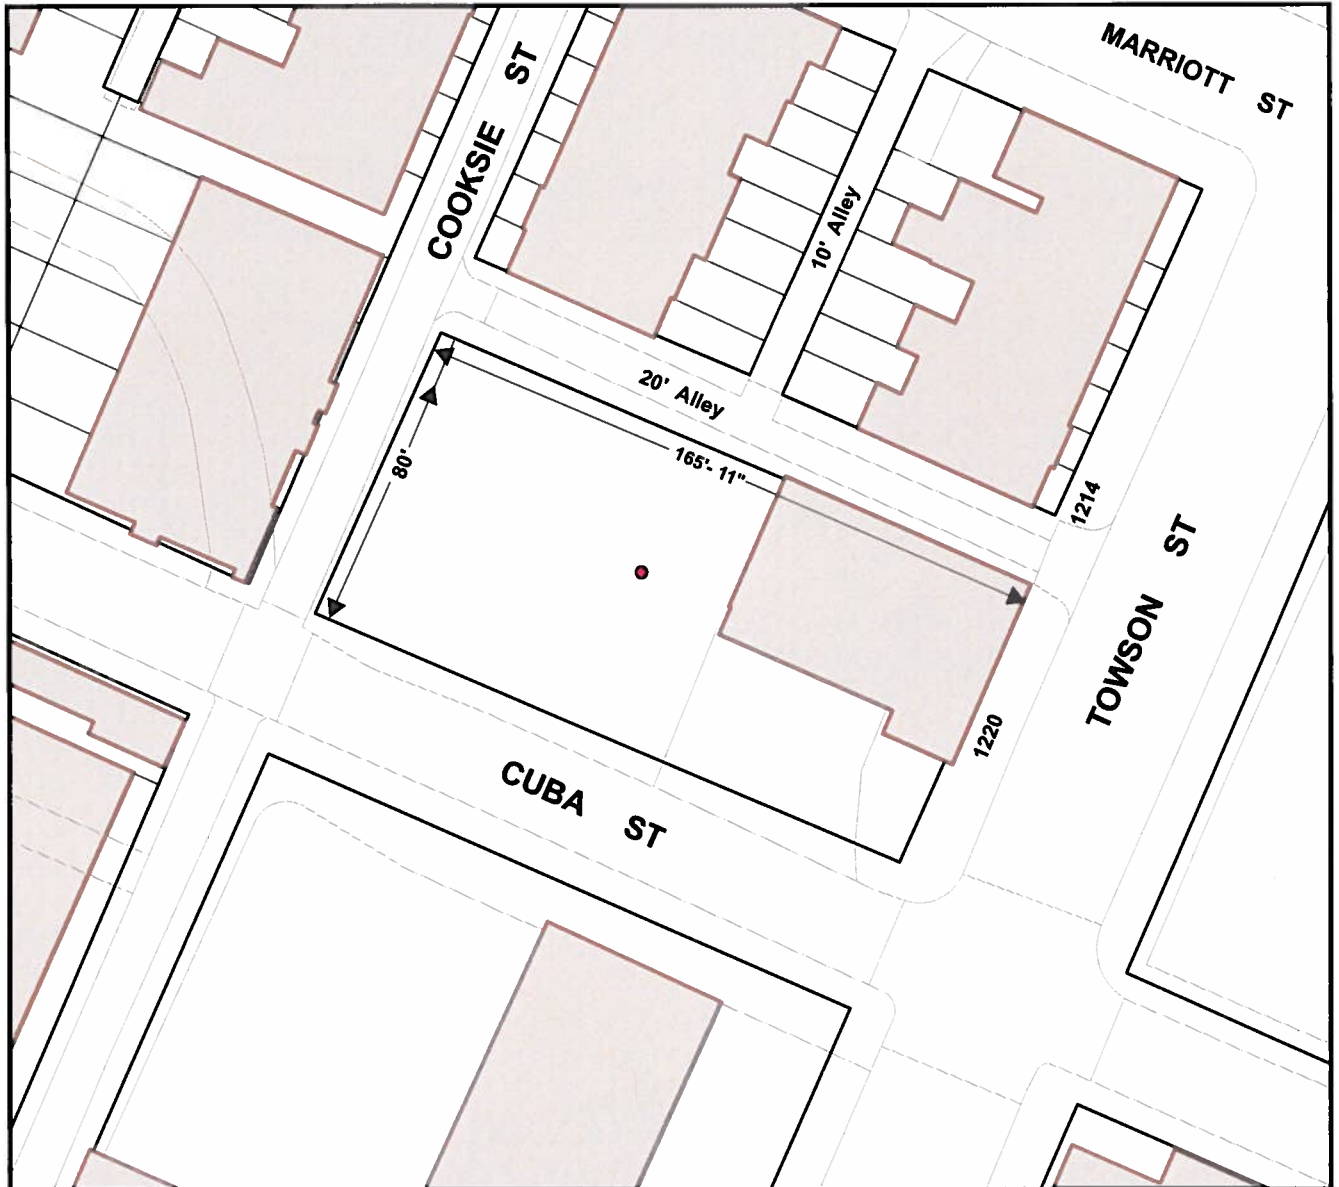 MARRIOTT ST
COOKSIE ST
10' Alley
20' Alley
165'- 11"
80'
1214
TOWSON ST
1220
CUBA ST